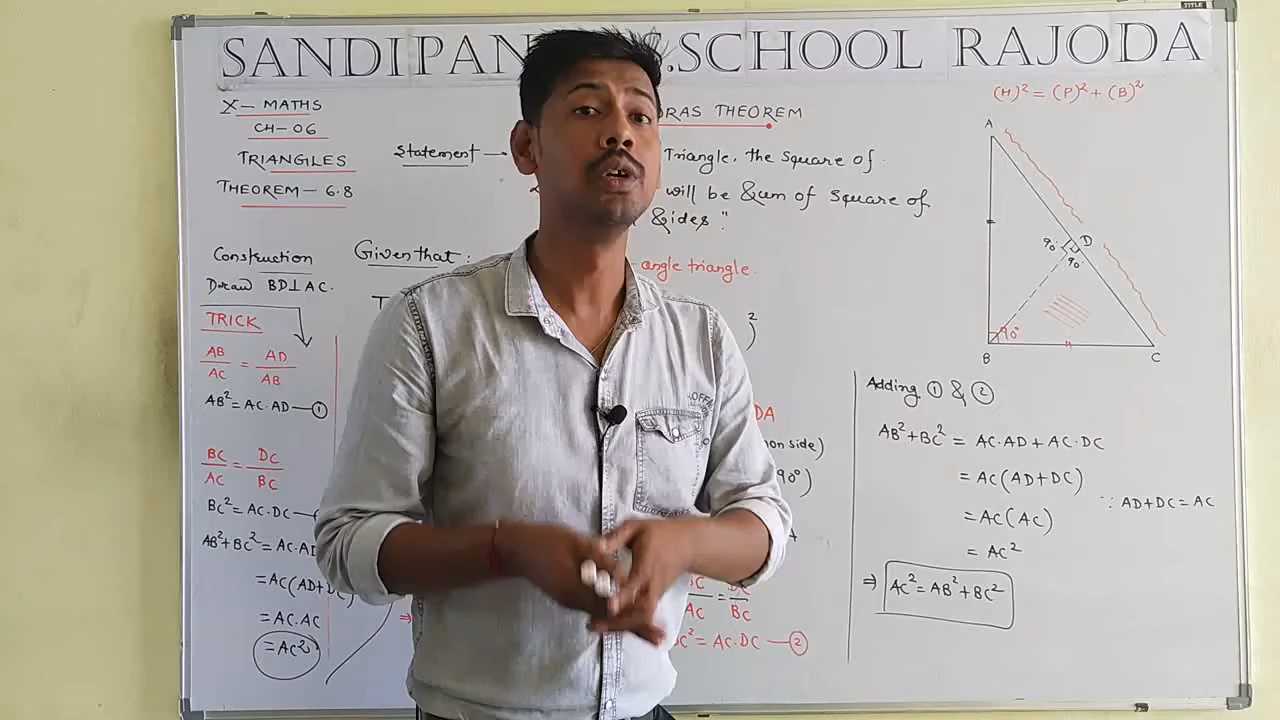 SANDIPAN .SCHOOL RAJODA
X- MATHS
CH-06
TRIANGLES
THEOREM-6.8
RAS THEOREM
Statement
Triangle. the square of
will be sum of square of
sides"
Given that:
-angle triangle.
Construction
Draw BD⊥AC.
TRICK
AB/AC = AD/AB
AB²=AC.AD—①
BC/AC = DC/BC
BC²=AC.DC—
AB²+BC²=AC.AD
=AC(AD+DC)
=AC.AC
=AC²
)²
DA
on side)
90°)
BC/AC = DC/BC
BC²=AC.DC—②
(H)²=(P)²+(B)²
A
D
90°
90°
90°
B
C
Adding ① & ②
AB²+BC²= AC.AD+AC.DC
=AC(AD+DC)
∵ AD+DC=AC
=AC(AC)
=AC²
⇒ AC²=AB²+BC²
TITLE